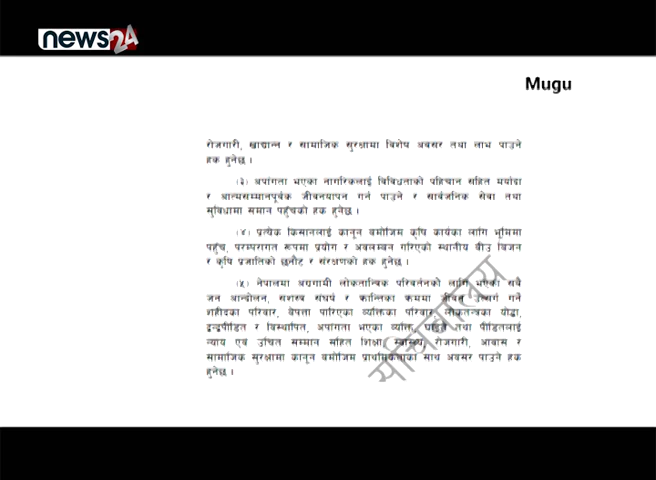 news24
Mugu
रोजगारी, खाद्यान्न र सामाजिक सुरक्षामा विशेष अवसर तथा लाभ पाउने
हक हुनेछ ।
(३) अपांगता भएका नागरिकलाई विविधताको पहिचान सहित मर्यादा
र आत्मसम्मानपूर्वक जीवनयापन गर्न पाउने र सार्वजनिक सेवा तथा
सुविधामा समान पहुँचको हक हुनेछ ।
(४) प्रत्येक किसानलाई कानून बमोजिम कृषि कार्यका लागि भूमिमा
पहुँच, परम्परागत रूपमा प्रयोग र अवलम्बन गरिएको स्थानीय बीउ बिजन
र कृषि प्रजातिको छनौट र संरक्षणको हक हुनेछ ।
(५) नेपालमा अग्रगामी लोकतान्त्रिक परिवर्तनको लागि भएका सबै
जन आन्दोलन, सशस्त्र संघर्ष र क्रान्तिका क्रममा जीवन उत्सर्ग गर्ने
शहीदका परिवार, बेपत्ता पारिएका व्यक्तिका परिवार, लोकतन्त्रका योद्धा,
द्वन्द्वपीडित र विस्थापित, अपांगता भएका व्यक्ति, घाइते तथा पीडितलाई
न्याय एवं उचित सम्मान सहित शिक्षा, स्वास्थ्य, रोजगारी, आवास र
सामाजिक सुरक्षामा कानून बमोजिम प्राथमिकताका साथ अवसर पाउने हक
हुनेछ ।